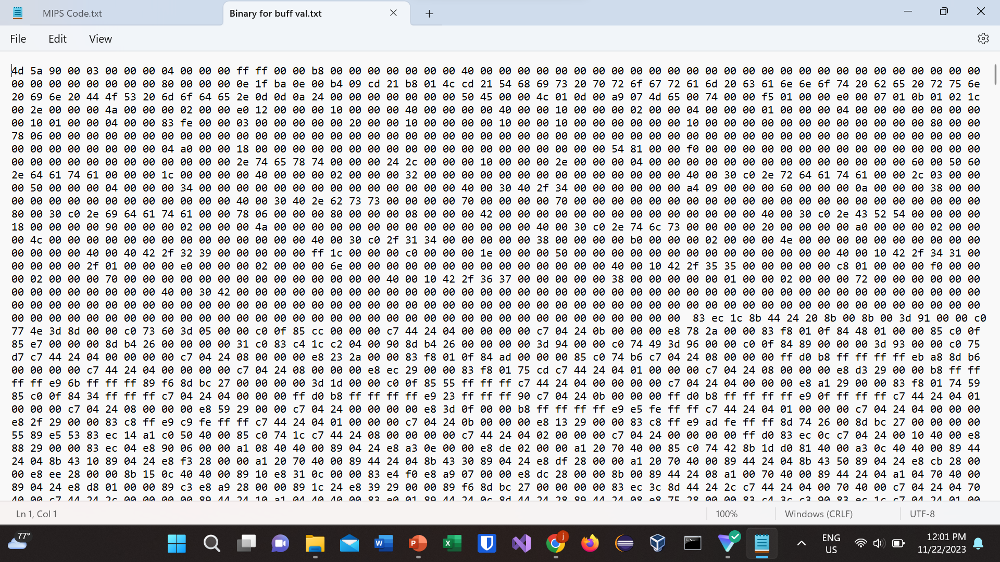 MIPS Code.txt
Binary for buff val.txt
File Edit View
4d 5a 90 00 03 00 00 00 04 00 00 00 ff ff 00 00 b8 00 00 00 00 00 00 00 40 00 00 00 00 00 00 00 00 00 00 00 00 00 00 00 00 00 00 00 00 00 00 00 00 00 00 00
00 00 00 00 00 00 00 00 80 00 00 00 0e 1f ba 0e 00 b4 09 cd 21 b8 01 4c cd 21 54 68 69 73 20 70 72 6f 67 72 61 6d 20 63 61 6e 6e 6f 74 20 62 65 20 72 75 6e
20 69 6e 20 44 4f 53 20 6d 6f 64 65 2e 0d 0d 0a 24 00 00 00 00 00 00 00 50 45 00 00 4c 01 0d 00 a9 07 4d 65 00 74 00 00 f5 01 00 00 e0 00 07 01 0b 01 02 1c
00 2e 00 00 00 4a 00 00 00 02 00 00 e0 12 00 00 00 10 00 00 00 40 00 00 00 00 40 00 00 10 00 00 00 02 00 00 04 00 00 00 01 00 00 00 04 00 00 00 00 00 00 00
00 10 01 00 00 04 00 00 83 fe 00 00 03 00 00 00 00 00 20 00 00 10 00 00 00 00 10 00 00 10 00 00 00 00 00 00 10 00 00 00 00 00 00 00 00 00 00 00 00 80 00 00
78 06 00 00 00 00 00 00 00 00 00 00 00 00 00 00 00 00 00 00 00 00 00 00 00 00 00 00 00 00 00 00 00 00 00 00 00 00 00 00 00 00 00 00 00 00 00 00 00 00 00 00
00 00 00 00 00 00 00 00 04 a0 00 00 18 00 00 00 00 00 00 00 00 00 00 00 00 00 00 00 00 00 00 00 54 81 00 00 f0 00 00 00 00 00 00 00 00 00 00 00 00 00 00 00
00 00 00 00 00 00 00 00 00 00 00 00 2e 74 65 78 74 00 00 00 24 2c 00 00 00 10 00 00 00 2e 00 00 00 04 00 00 00 00 00 00 00 00 00 00 00 00 00 00 60 00 50 60
2e 64 61 74 61 00 00 00 1c 00 00 00 00 40 00 00 00 02 00 00 00 32 00 00 00 00 00 00 00 00 00 00 00 00 00 00 40 00 30 c0 2e 72 64 61 74 61 00 00 2c 03 00 00
00 50 00 00 00 04 00 00 00 34 00 00 00 00 00 00 00 00 00 00 00 00 00 00 40 00 30 40 2f 34 00 00 00 00 00 00 a4 09 00 00 00 60 00 00 00 0a 00 00 00 38 00 00
00 00 00 00 00 00 00 00 00 00 00 00 40 00 30 40 2e 62 73 73 00 00 00 00 70 00 00 00 00 70 00 00 00 00 00 00 00 00 00 00 00 00 00 00 00 00 00 00 00 00 00 00
80 00 30 c0 2e 69 64 61 74 61 00 00 78 06 00 00 00 80 00 00 00 08 00 00 00 42 00 00 00 00 00 00 00 00 00 00 00 00 00 00 40 00 30 c0 2e 43 52 54 00 00 00 00
18 00 00 00 00 90 00 00 00 02 00 00 00 4a 00 00 00 00 00 00 00 00 00 00 00 00 00 00 40 00 30 c0 2e 74 6c 73 00 00 00 00 20 00 00 00 00 a0 00 00 00 02 00 00
00 4c 00 00 00 00 00 00 00 00 00 00 00 00 00 00 40 00 30 c0 2f 31 34 00 00 00 00 00 38 00 00 00 00 b0 00 00 00 02 00 00 00 4e 00 00 00 00 00 00 00 00 00 00
00 00 00 00 40 00 40 42 2f 32 39 00 00 00 00 00 ff 1c 00 00 00 c0 00 00 00 1e 00 00 00 50 00 00 00 00 00 00 00 00 00 00 00 00 00 00 40 00 10 42 2f 34 31 00
00 00 00 00 2f 01 00 00 00 e0 00 00 00 02 00 00 00 6e 00 00 00 00 00 00 00 00 00 00 00 00 00 00 40 00 10 42 2f 35 35 00 00 00 00 00 c8 01 00 00 00 f0 00 00
00 02 00 00 00 70 00 00 00 00 00 00 00 00 00 00 00 00 00 00 40 00 10 42 2f 36 37 00 00 00 00 00 38 00 00 00 00 00 01 00 00 02 00 00 00 72 00 00 00 00 00 00
00 00 00 00 00 00 00 00 40 00 30 42 00 00 00 00 00 00 00 00 00 00 00 00 00 00 00 00 00 00 00 00 00 00 00 00 00 00 00 00 00 00 00 00 00 00 00 00 00 00 00 00
00 00 00 00 00 00 00 00 00 00 00 00 00 00 00 00 00 00 00 00 00 00 00 00 00 00 00 00 00 00 00 00 00 00 00 00 00 00 00 00 00 00 00 00 00 00 00 00 00 00 00 00
00 00 00 00 00 00 00 00 00 00 00 00 00 00 00 00 00 00 00 00 00 00 00 00 00 00 00 00 00 00 00 00 00 00 00 00 83 ec 1c 8b 44 24 20 8b 00 8b 00 3d 91 00 00 c0
77 4e 3d 8d 00 00 c0 73 60 3d 05 00 00 c0 0f 85 cc 00 00 00 c7 44 24 04 00 00 00 00 c7 04 24 0b 00 00 00 e8 78 2a 00 00 83 f8 01 0f 84 48 01 00 00 85 c0 0f
85 e7 00 00 00 8d b4 26 00 00 00 00 31 c0 83 c4 1c c2 04 00 90 8d b4 26 00 00 00 00 3d 94 00 00 c0 74 49 3d 96 00 00 c0 0f 84 89 00 00 00 3d 93 00 00 c0 75
d7 c7 44 24 04 00 00 00 00 c7 04 24 08 00 00 00 e8 23 2a 00 00 83 f8 01 0f 84 ad 00 00 00 85 c0 74 b6 c7 04 24 08 00 00 00 ff d0 b8 ff ff ff ff eb a8 8d b6
00 00 00 00 c7 44 24 04 00 00 00 00 c7 04 24 08 00 00 00 e8 ec 29 00 00 83 f8 01 75 cd c7 44 24 04 01 00 00 00 c7 04 24 08 00 00 00 e8 d3 29 00 00 b8 ff ff
ff ff e9 6b ff ff ff 89 f6 8d bc 27 00 00 00 00 3d 1d 00 00 c0 0f 85 55 ff ff ff c7 44 24 04 00 00 00 00 c7 04 24 04 00 00 00 e8 a1 29 00 00 83 f8 01 74 59
85 c0 0f 84 34 ff ff ff c7 04 24 04 00 00 00 ff d0 b8 ff ff ff ff e9 23 ff ff ff 90 c7 04 24 0b 00 00 00 ff d0 b8 ff ff ff ff e9 0f ff ff ff c7 44 24 04 01
00 00 00 c7 04 24 08 00 00 00 e8 59 29 00 00 c7 04 24 00 00 00 00 e8 3d 0f 00 00 b8 ff ff ff ff e9 e5 fe ff ff c7 44 24 04 01 00 00 00 c7 04 24 04 00 00 00
e8 2f 29 00 00 83 c8 ff e9 c9 fe ff ff c7 44 24 04 01 00 00 00 c7 04 24 0b 00 00 00 e8 13 29 00 00 83 c8 ff e9 ad fe ff ff 8d 74 26 00 8d bc 27 00 00 00 00
55 89 e5 53 83 ec 14 a1 c0 50 40 00 85 c0 74 1c c7 44 24 08 00 00 00 00 c7 44 24 04 02 00 00 00 c7 04 24 00 00 00 00 ff d0 83 ec 0c c7 04 24 00 10 40 00 e8
88 29 00 00 83 ec 04 e8 90 06 00 00 a1 08 40 40 00 89 04 24 e8 a3 0e 00 00 e8 de 02 00 00 a1 20 70 40 00 85 c0 74 42 8b 1d d0 81 40 00 a3 0c 40 40 00 89 44
24 04 8b 43 10 89 04 24 e8 f3 28 00 00 a1 20 70 40 00 89 44 24 04 8b 43 30 89 04 24 e8 df 28 00 00 a1 20 70 40 00 89 44 24 04 8b 43 50 89 04 24 e8 cb 28 00
00 e8 ee 28 00 00 8b 15 0c 40 40 00 89 10 e8 31 0c 00 00 83 e4 f0 e8 a9 07 00 00 e8 dc 28 00 00 8b 00 89 44 24 08 a1 00 70 40 00 89 44 24 04 a1 04 70 40 00
89 04 24 e8 d8 01 00 00 89 c3 e8 a9 28 00 00 89 1c 24 e8 39 29 00 00 89 f6 8d bc 27 00 00 00 00 83 ec 3c 8d 44 24 2c c7 44 24 04 00 70 40 00 c7 04 24 04 70
40 00 c7 44 24 2c 00 00 00 00 89 44 24 10 a1 04 40 40 00 83 e0 01 89 44 24 0c 8d 44 24 28 89 44 24 08 e8 75 28 00 00 83 c4 3c c3 90 83 ec 1c c7 04 24 01 00
Ln 1, Col 1
100%
Windows (CRLF)
UTF-8
77°
ENG
US
12:01 PM
11/22/2023